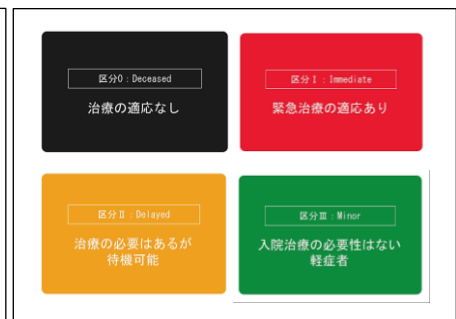 区分0：Deceased
治療の適応なし
区分Ⅰ：Immediate
緊急治療の適応あり
区分Ⅱ：Delayed
治療の必要はあるが
待機可能
区分Ⅲ：Minor
入院治療の必要性はない
軽症者